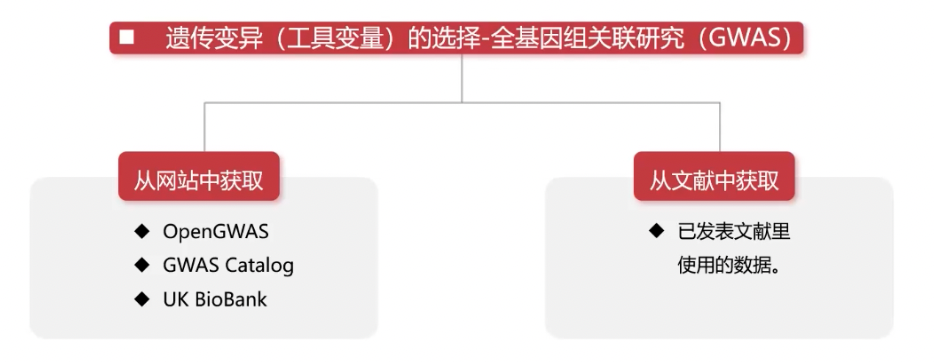 遗传变异（工具变量）的选择-全基因组关联研究（GWAS）
从网站中获取
OpenGWAS
GWAS Catalog
UK BioBank
从文献中获取
已发表文献里
使用的数据。